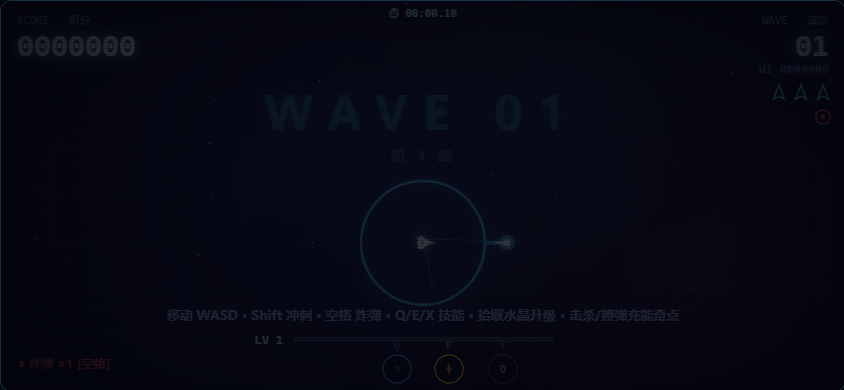 SCORE · 得分
0000000
00:00.10
WAVE · 波次
01
HI 0000000
WAVE 01
第 1 波
移动 WASD • Shift 冲刺 • 空格 炸弹 • Q/E/X 技能 • 拾取水晶升级 • 击杀/擦弹充能奇点
LV 1
Q E X
0
● 炸弹 ×1 [空格]